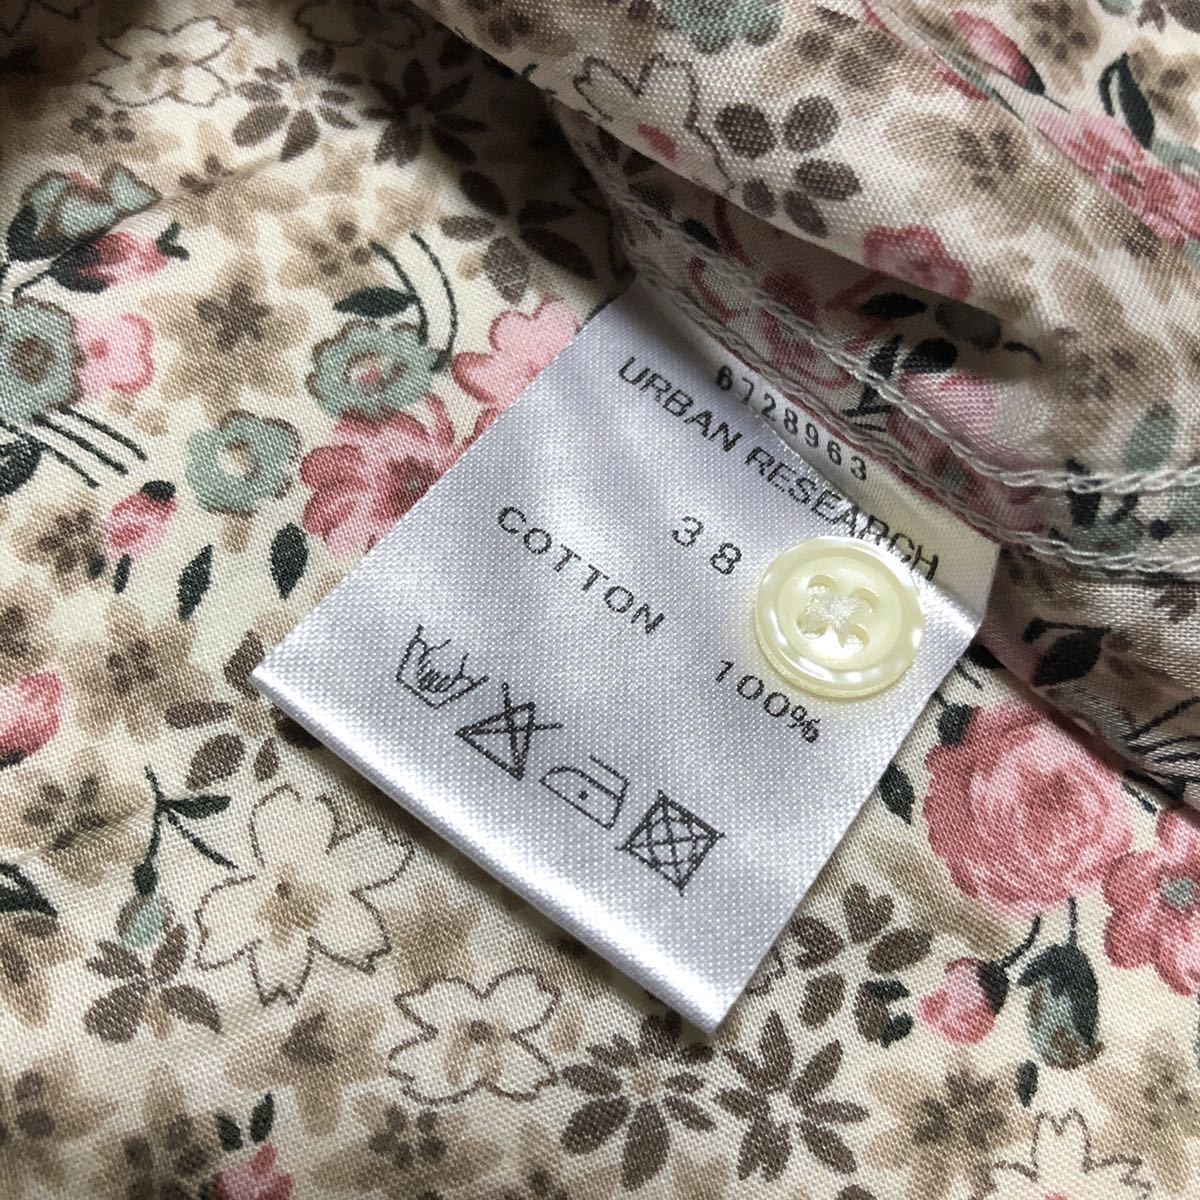 6728963
URBAN RESEARCH
38
COTTON 100%